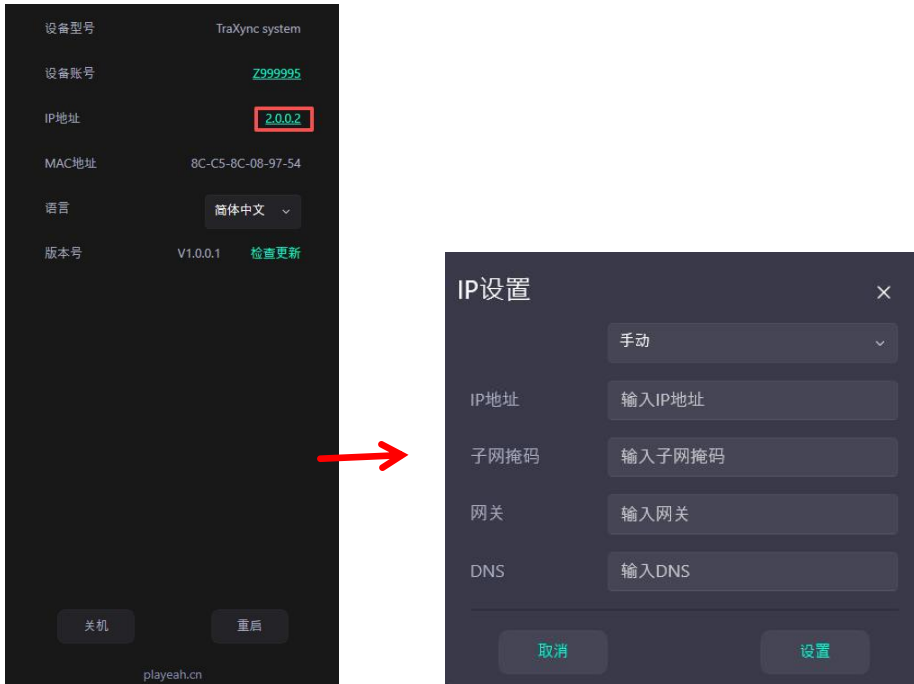 设备型号 TraXync system
设备账号 Z999995
IP地址 2.0.0.2
MAC地址 8C-C5-8C-08-97-54
语言 简体中文
版本号 V1.0.0.1 检查更新
关机 重启
playeah.cn
IP设置
手动
IP地址 输入IP地址
子网掩码 输入子网掩码
网关 输入网关
DNS 输入DNS
取消 设置